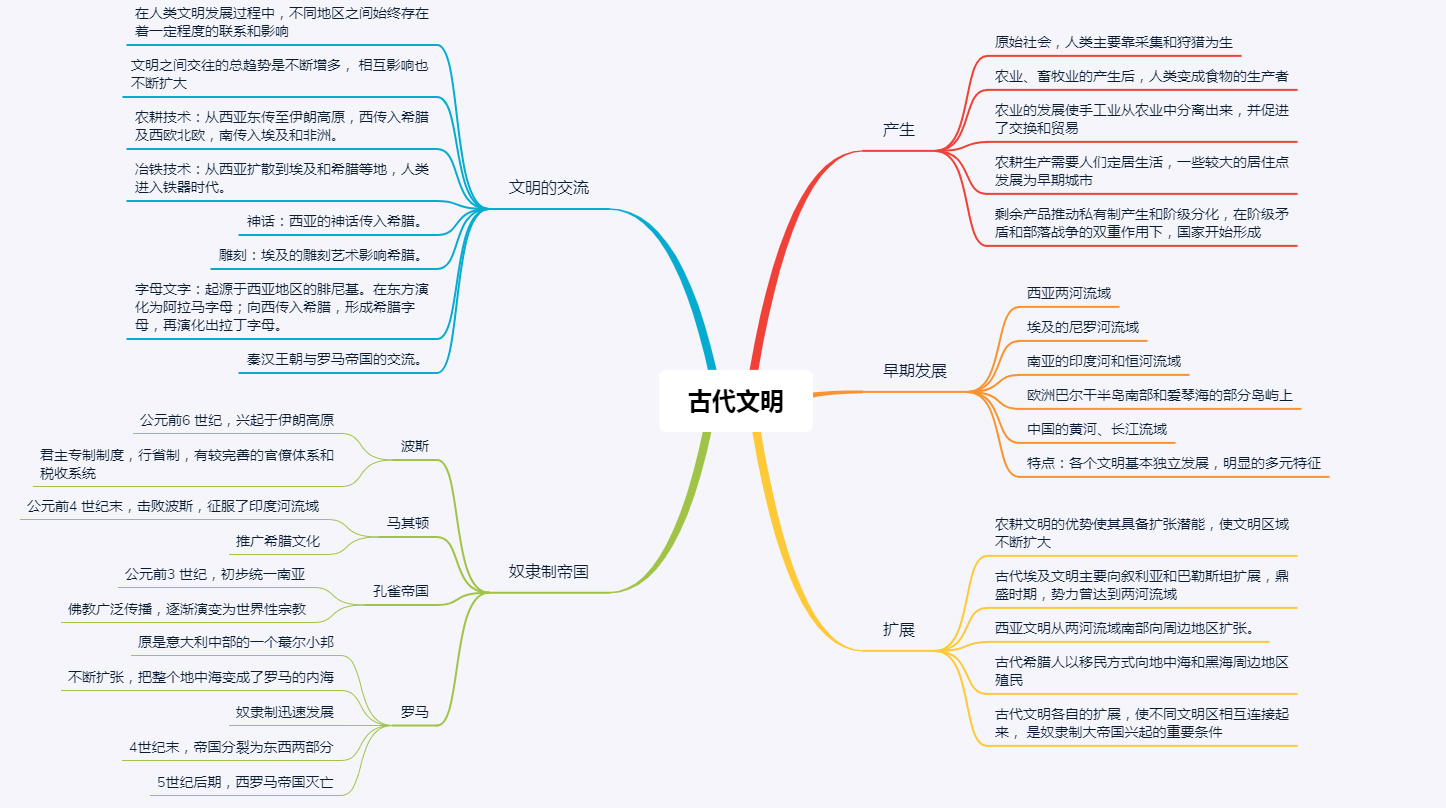 古代文明
产生
原始社会，人类主要靠采集和狩猎为生
农业、畜牧业的产生后，人类变成食物的生产者
农业的发展使手工业从农业中分离出来，并促进
了交换和贸易
农耕生产需要人们定居生活，一些较大的居住点
发展为早期城市
剩余产品推动私有制产生和阶级分化，在阶级矛
盾和部落战争的双重作用下，国家开始形成
早期发展
西亚两河流域
埃及的尼罗河流域
南亚的印度河和恒河流域
欧洲巴尔干半岛南部和爱琴海的部分岛屿上
中国的黄河、长江流域
特点：各个文明基本独立发展，明显的多元特征
扩展
农耕文明的优势使其具备扩张潜能，使文明区域
不断扩大
古代埃及文明主要向叙利亚和巴勒斯坦扩展，鼎
盛时期，势力曾达到两河流域
西亚文明从两河流域南部向周边地区扩张。
古代希腊人以移民方式向地中海和黑海周边地区
殖民
古代文明各自的扩展，使不同文明区相互连接起
来， 是奴隶制大帝国兴起的重要条件
文明的交流
在人类文明发展过程中，不同地区之间始终存在
着一定程度的联系和影响
文明之间交往的总趋势是不断增多， 相互影响也
不断扩大
农耕技术：从西亚东传至伊朗高原，西传入希腊
及西欧北欧，南传入埃及和非洲。
冶铁技术：从西亚扩散到埃及和希腊等地，人类
进入铁器时代。
神话：西亚的神话传入希腊。
雕刻：埃及的雕刻艺术影响希腊。
字母文字：起源于西亚地区的腓尼基。在东方演
化为阿拉马字母；向西传入希腊，形成希腊字
母，再演化出拉丁字母。
秦汉王朝与罗马帝国的交流。
奴隶制帝国
波斯
公元前6 世纪，兴起于伊朗高原
君主专制制度，行省制，有较完善的官僚体系和
税收系统
马其顿
公元前4 世纪末，击败波斯，征服了印度河流域
推广希腊文化
孔雀帝国
公元前3 世纪，初步统一南亚
佛教广泛传播，逐渐演变为世界性宗教
罗马
原是意大利中部的一个蕞尔小邦
不断扩张，把整个地中海变成了罗马的内海
奴隶制迅速发展
4世纪末，帝国分裂为东西两部分
5世纪后期，西罗马帝国灭亡